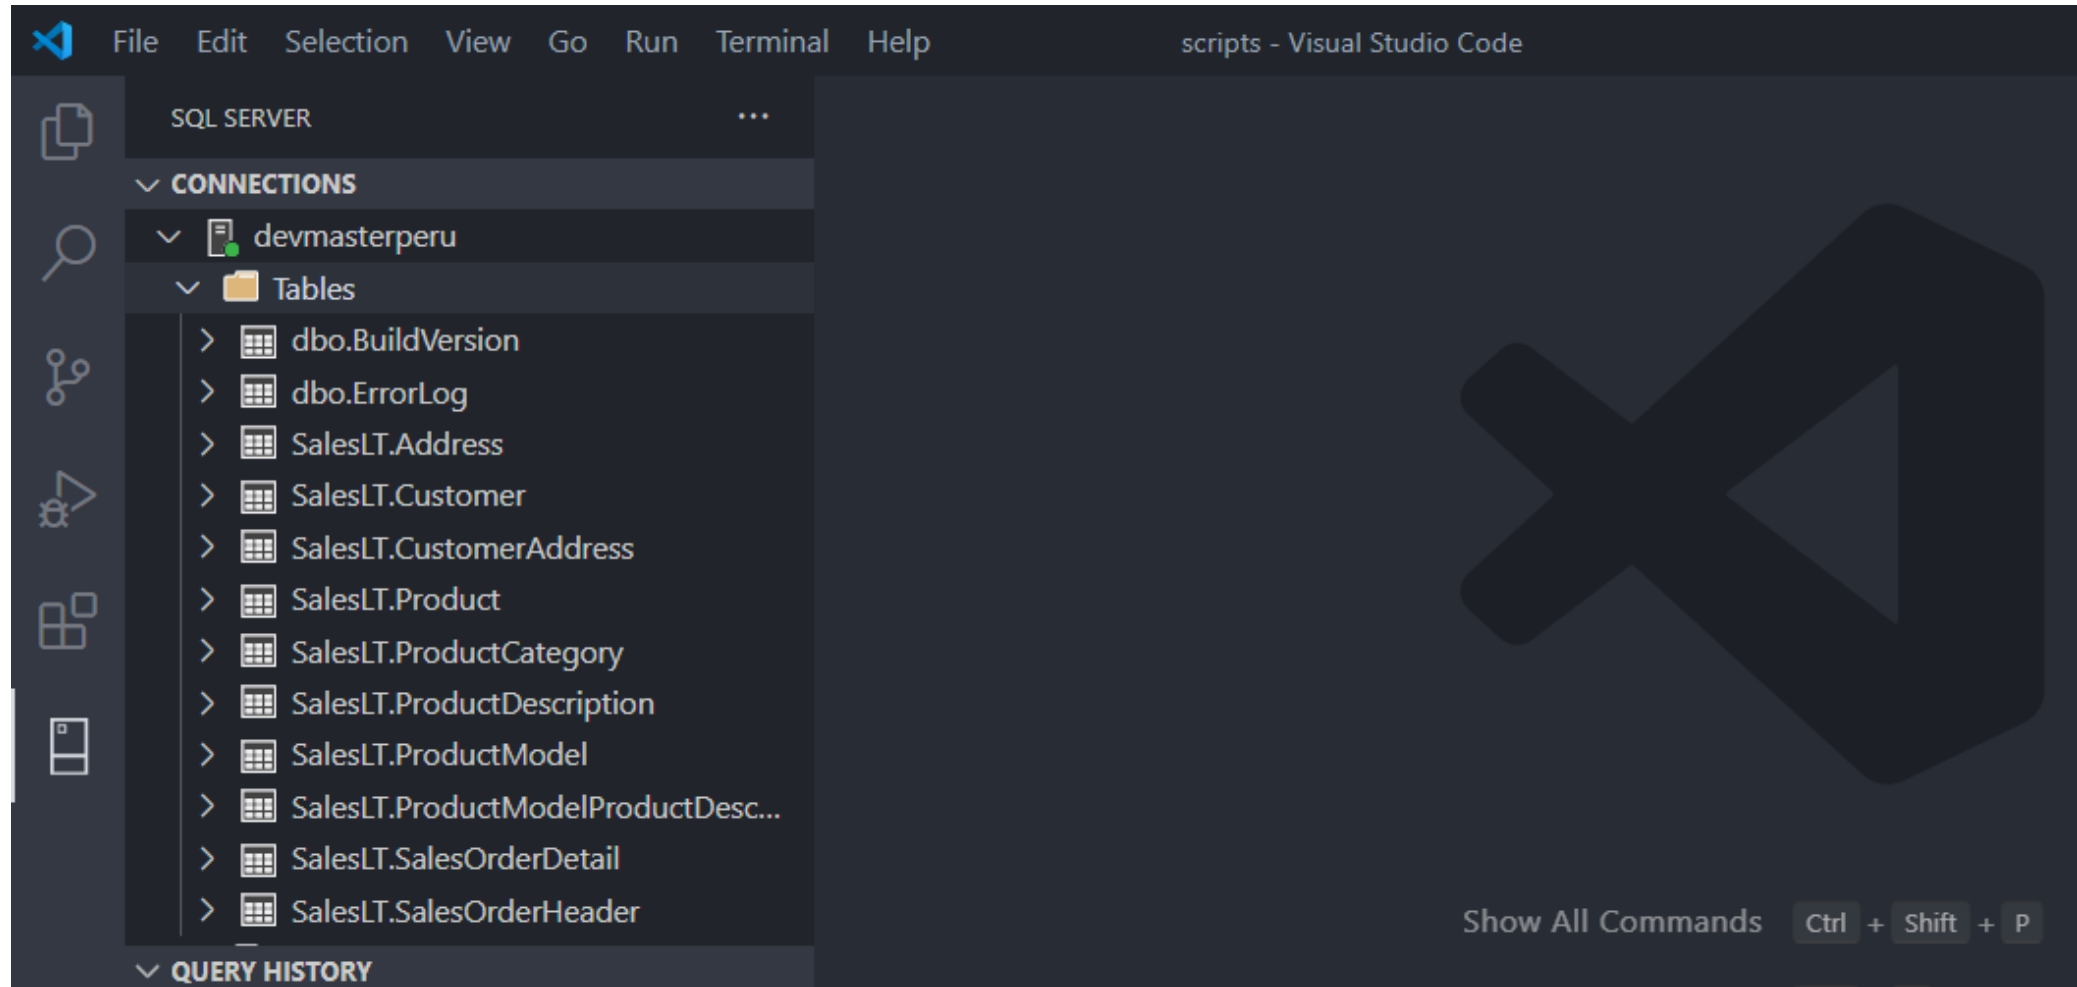 File Edit Selection View Go Run Terminal Help scripts - Visual Studio Code
SQL SERVER ...
CONNECTIONS
devmasterperu
Tables
dbo.BuildVersion
dbo.ErrorLog
SalesLT.Address
SalesLT.Customer
SalesLT.CustomerAddress
SalesLT.Product
SalesLT.ProductCategory
SalesLT.ProductDescription
SalesLT.ProductModel
SalesLT.ProductModelProductDesc...
SalesLT.SalesOrderDetail
SalesLT.SalesOrderHeader
Show All Commands Ctrl + Shift + P
QUERY HISTORY